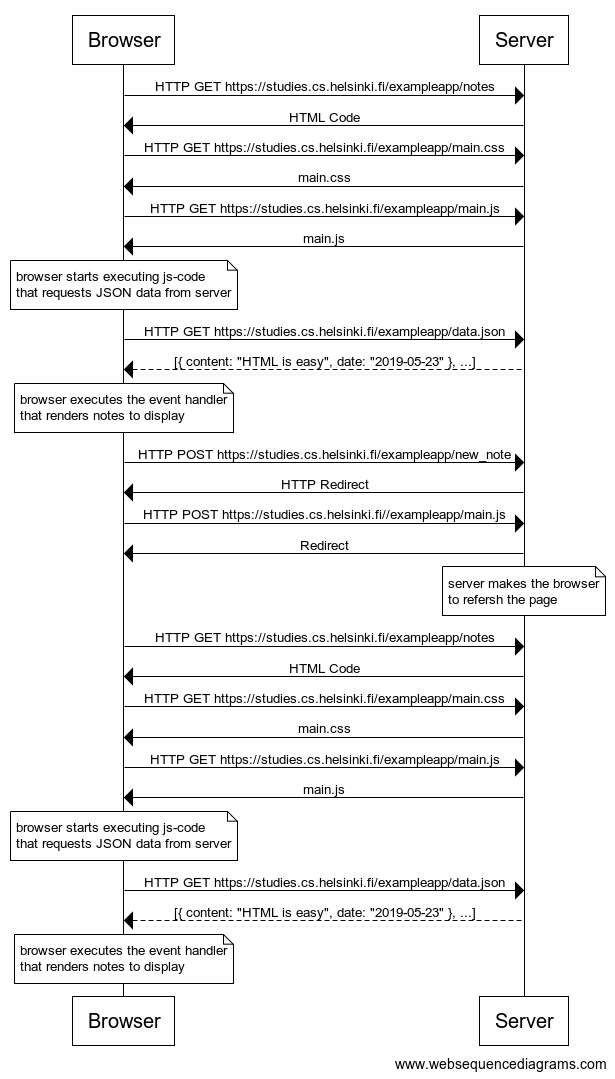 Browser
Server
HTTP GET https://studies.cs.helsinki.fi/exampleapp/notes
HTML Code
HTTP GET https://studies.cs.helsinki.fi/exampleapp/main.css
main.css
HTTP GET https://studies.cs.helsinki.fi/exampleapp/main.js
main.js
browser starts executing js-code
that requests JSON data from server
HTTP GET https://studies.cs.helsinki.fi/exampleapp/data.json
[{ content: "HTML is easy", date: "2019-05-23" }, ...]
browser executes the event handler
that renders notes to display
HTTP POST https://studies.cs.helsinki.fi/exampleapp/new_note
HTTP Redirect
HTTP POST https://studies.cs.helsinki.fi//exampleapp/main.js
Redirect
server makes the browser
to refersh the page
HTTP GET https://studies.cs.helsinki.fi/exampleapp/notes
HTML Code
HTTP GET https://studies.cs.helsinki.fi/exampleapp/main.css
main.css
HTTP GET https://studies.cs.helsinki.fi/exampleapp/main.js
main.js
browser starts executing js-code
that requests JSON data from server
HTTP GET https://studies.cs.helsinki.fi/exampleapp/data.json
[{ content: "HTML is easy", date: "2019-05-23" }, ...]
browser executes the event handler
that renders notes to display
Browser
Server
www.websequencediagrams.com